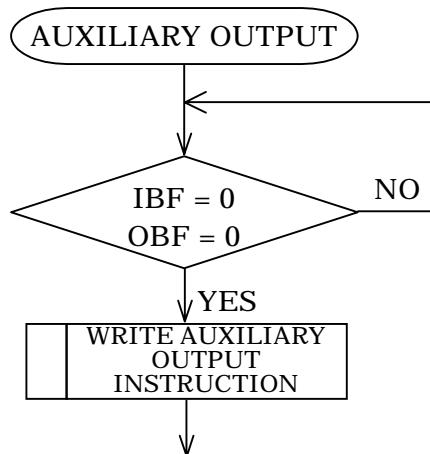 AUXILIARY OUTPUT
IBF = 0
OBF = 0
NO
YES
WRITE AUXILIARY
OUTPUT
INSTRUCTION